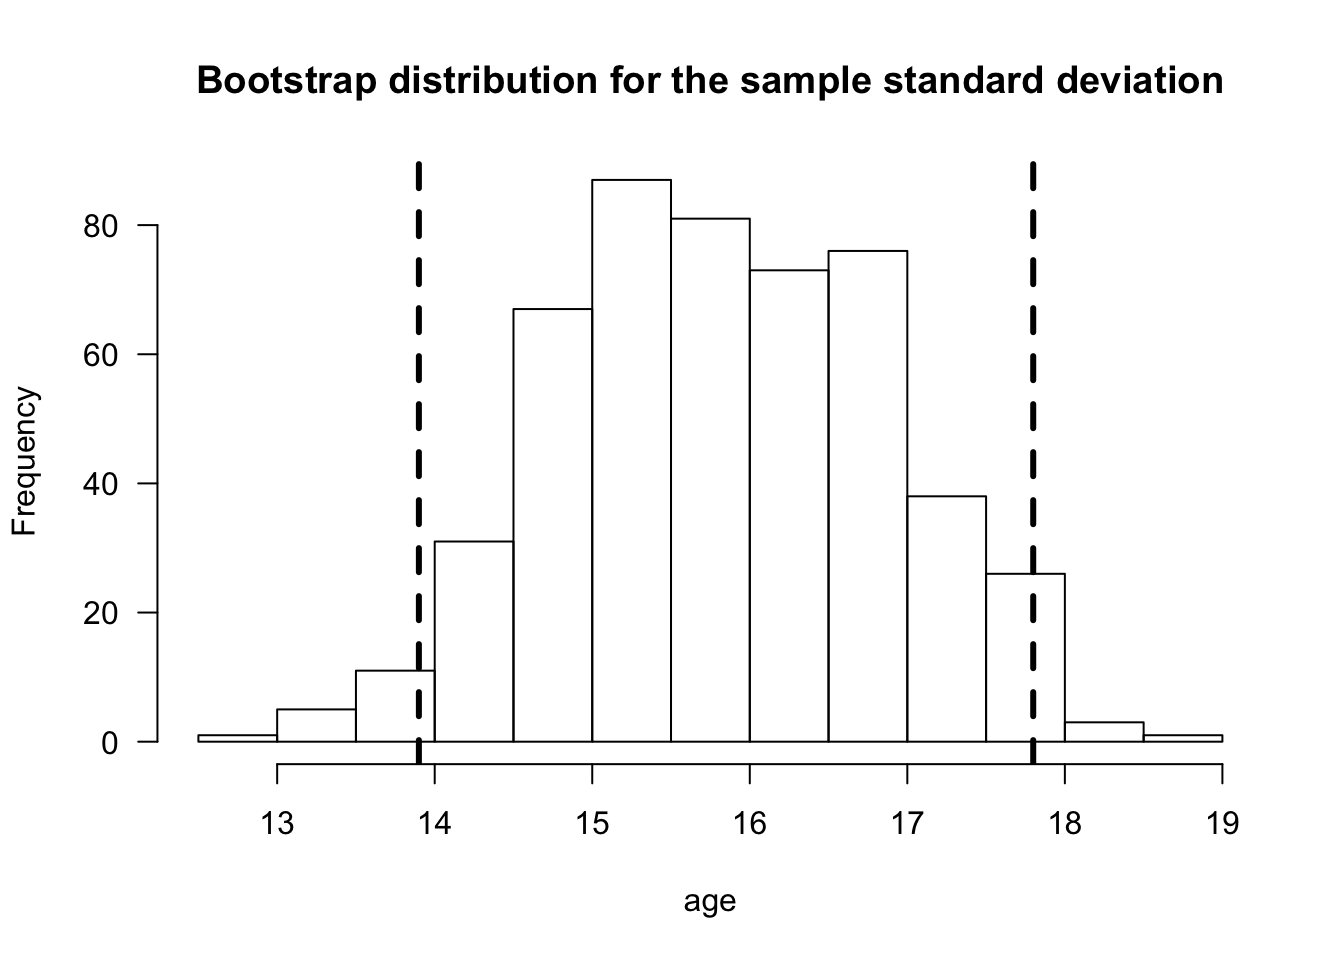 Bootstrap distribution for the sample standard deviation
80
60
40
20
0
Frequency
13 14 15 16 17 18 19
age